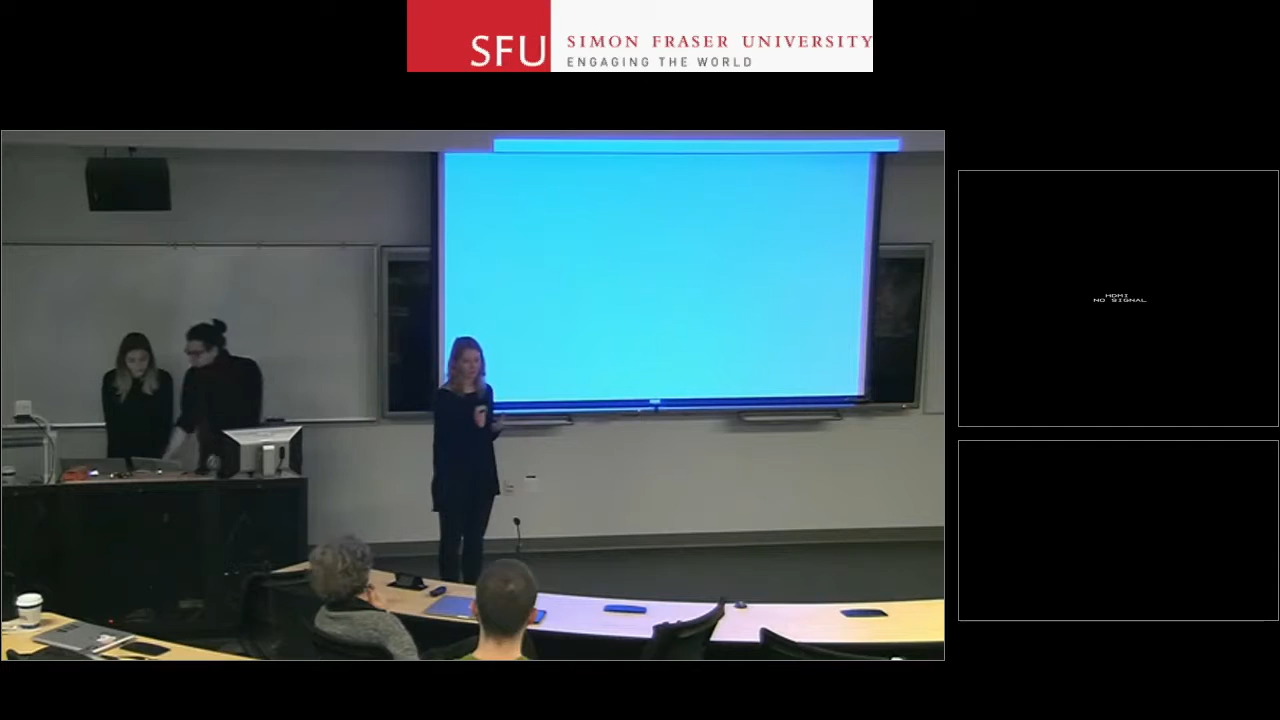 SFU
SIMON FRASER UNIVERSITY
ENGAGING THE WORLD
HDMI
NO SIGNAL